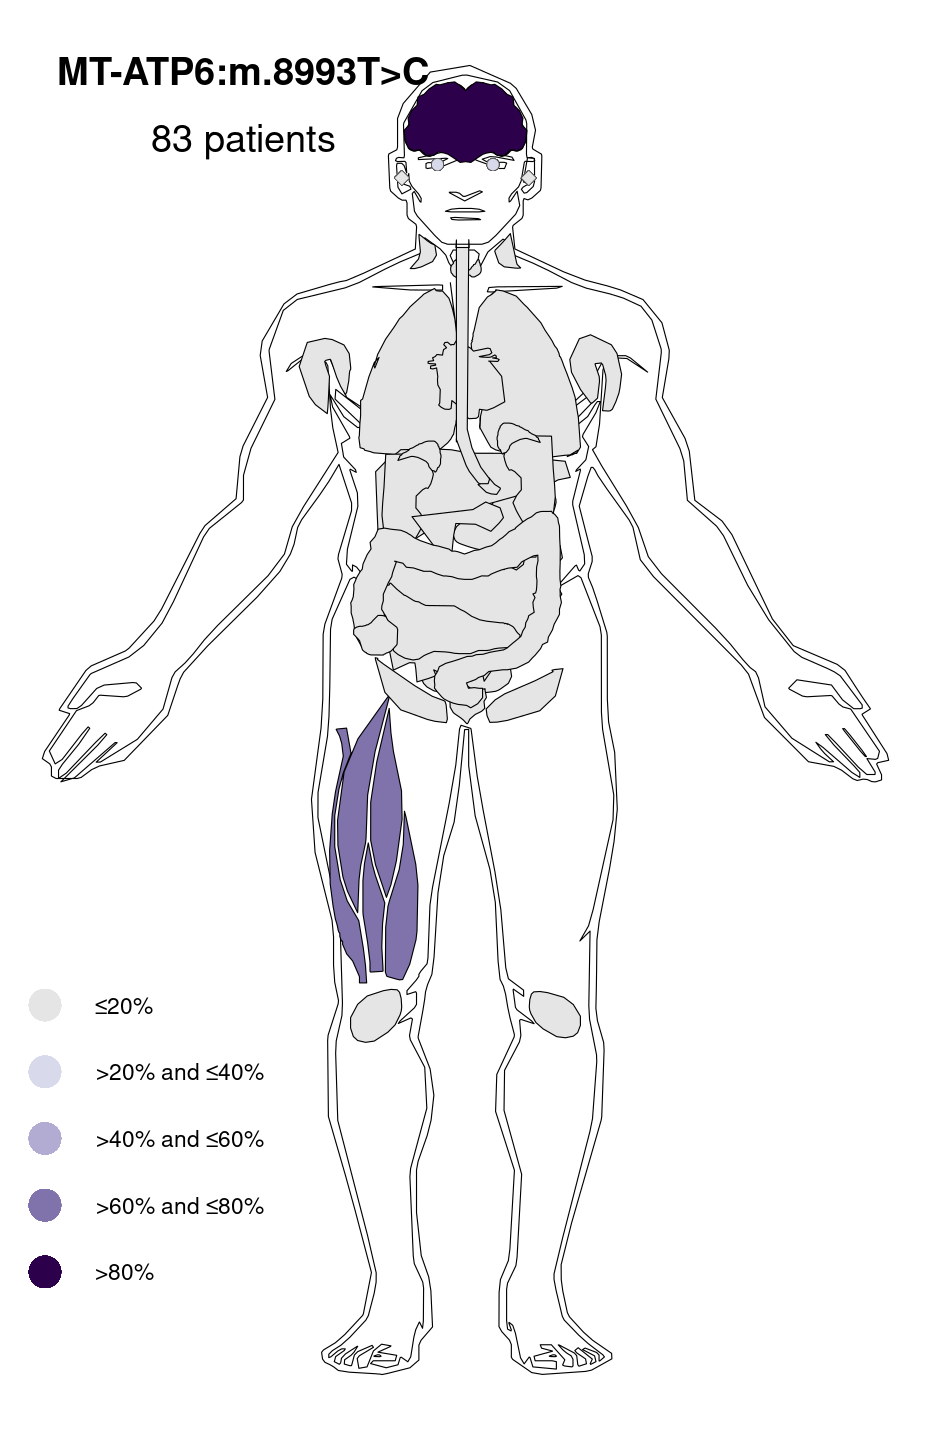 MT-ATP6:m.8993T>C
83 patients
≤20%
>20% and ≤40%
>40% and ≤60%
>60% and ≤80%
>80%